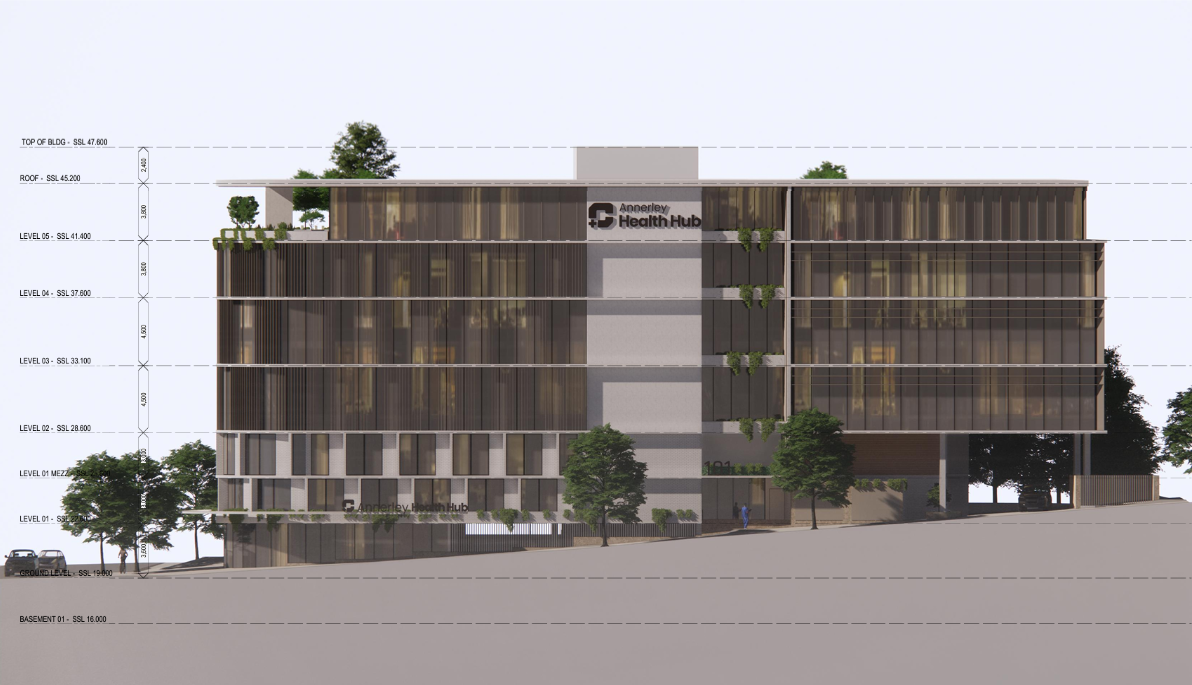 TOP OF BLDG - SSL 47.600
2,400
ROOF - SSL 45.200
3,800
Annerley
Health Hub
LEVEL 05 - SSL 41.400
3,800
LEVEL 04 - SSL 37.600
4,500
LEVEL 03 - SSL 33.100
4,500
LEVEL 02 - SSL 28.600
LEVEL 01 MEZZ
101
Annerley Health Hub
LEVEL 01 - SSL
3,600
GROUND LEVEL - SSL 19.000
BASEMENT 01 - SSL 16.000